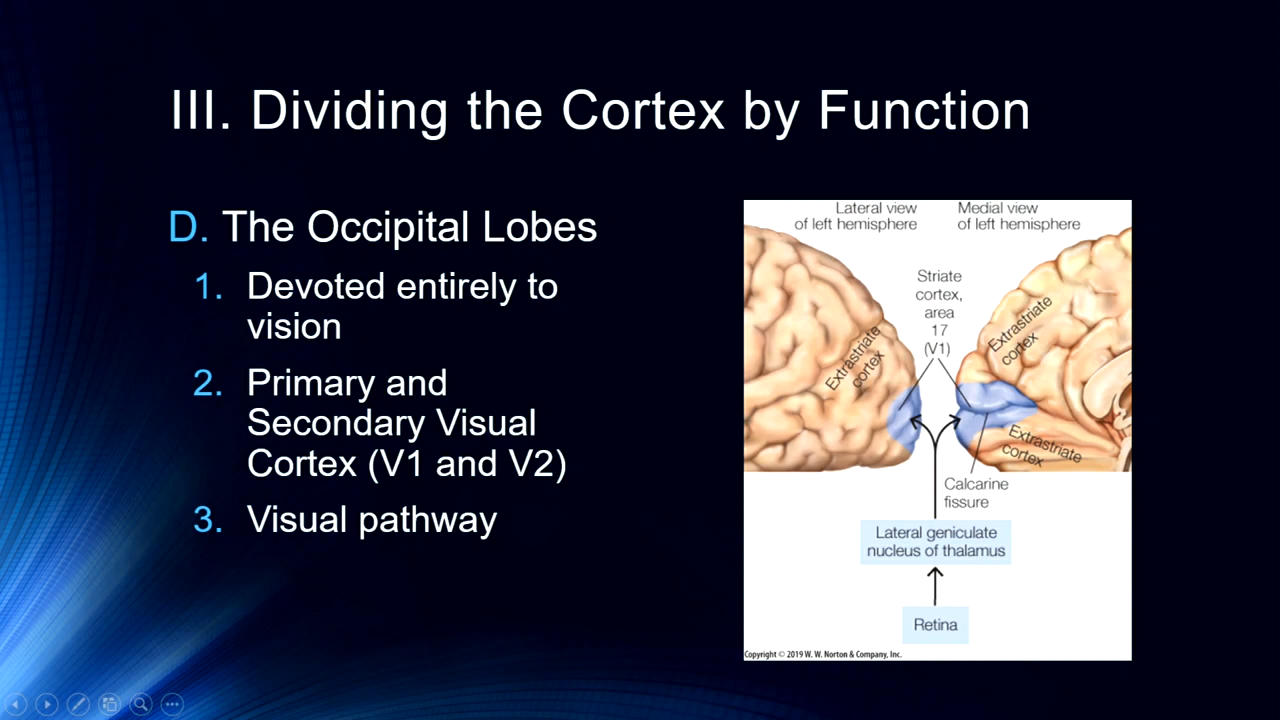 III. Dividing the Cortex by Function
D. The Occipital Lobes
1. Devoted entirely to
vision
2. Primary and
Secondary Visual
Cortex (V1 and V2)
3. Visual pathway
Lateral view
of left hemisphere
Medial view
of left hemisphere
Striate
cortex,
area
17
(V1)
Extrastriate
cortex
Extrastriate
cortex
Extrastriate
cortex
Calcarine
fissure
Lateral geniculate
nucleus of thalamus
Retina
Copyright © 2019 W. W. Norton & Company, Inc.